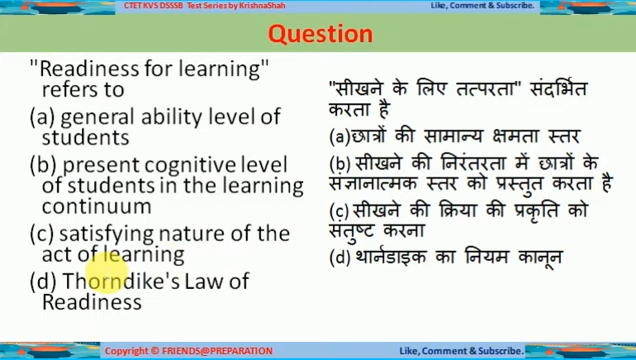 CTET KVS DSSSB Test Series by KrishnaShah
Like, Comment & Subscribe.
Question
"Readiness for learning"
refers to
(a) general ability level of
students
(b) present cognitive level
of students in the learning
continuum
(c) satisfying nature of the
act of learning
(d) Thorndike's Law of
Readiness
"सीखने के लिए तत्परता" संदर्भित
करता है
(a)छात्रों की सामान्य क्षमता स्तर
(b) सीखने की निरंतरता में छात्रों के
संज्ञानात्मक स्तर को प्रस्तुत करता है
(c) सीखने की क्रिया की प्रकृति को
संतुष्ट करना
(d) थार्नडाइक का नियम कानून
Copyright © FRIENDS@PREPARATION
Like, Comment & Subscribe.